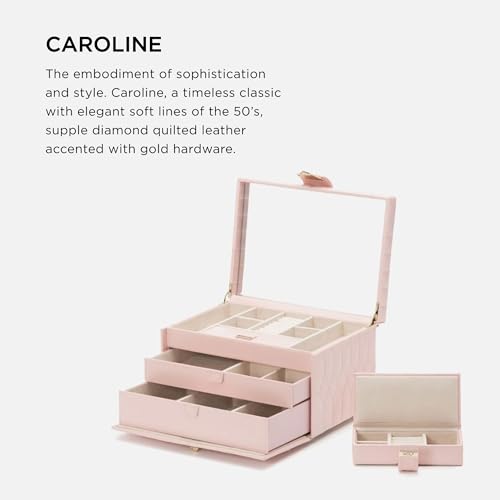 CAROLINE
The embodiment of sophistication
and style. Caroline, a timeless classic
with elegant soft lines of the 50's,
supple diamond quilted leather
accented with gold hardware.